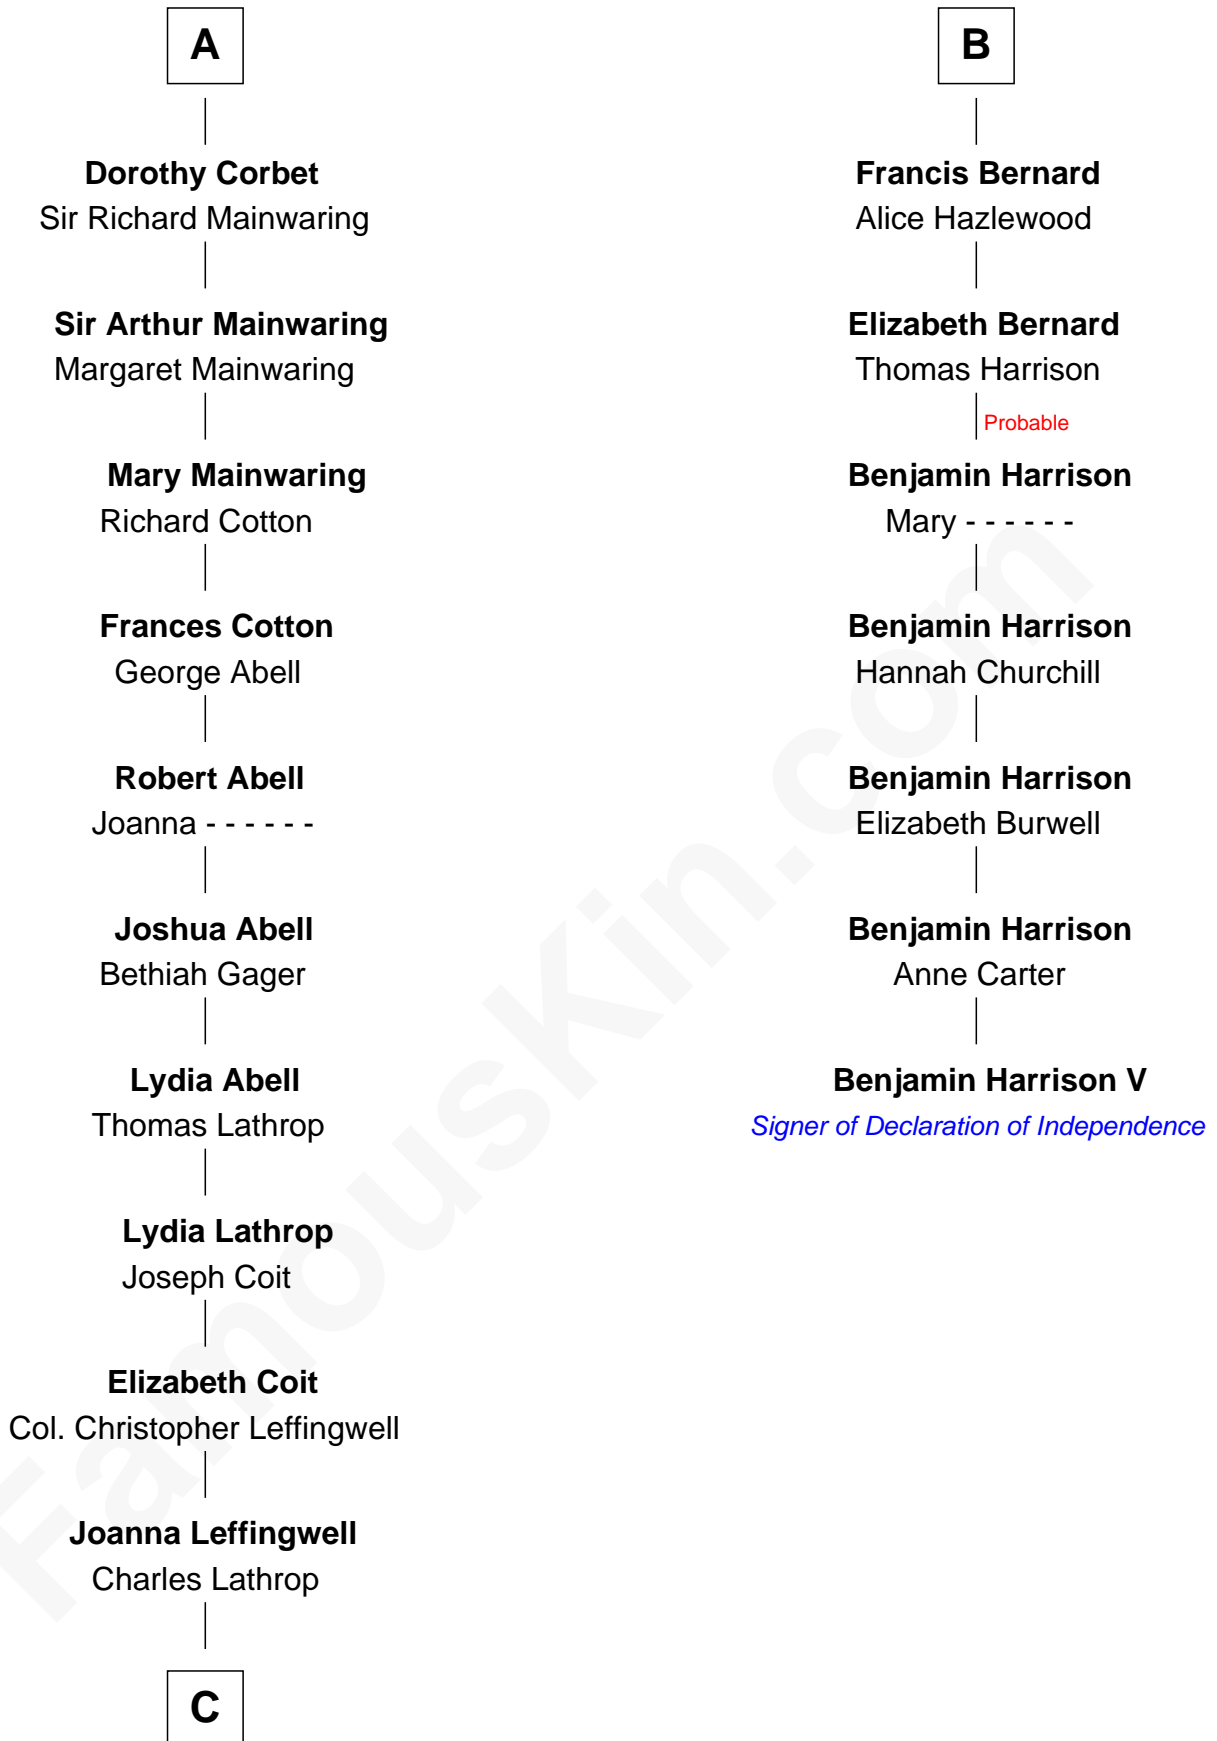 A
Dorothy Corbet
Sir Richard Mainwaring
Sir Arthur Mainwaring
Margaret Mainwaring
Mary Mainwaring
Richard Cotton
Frances Cotton
George Abell
Robert Abell
Joanna - - - - - -
Joshua Abell
Bethiah Gager
Lydia Abell
Thomas Lathrop
Lydia Lathrop
Joseph Coit
Elizabeth Coit
Col. Christopher Leffingwell
Joanna Leffingwell
Charles Lathrop
C
B
Francis Bernard
Alice Hazlewood
Elizabeth Bernard
Thomas Harrison
Probable
Benjamin Harrison
Mary - - - - - -
Benjamin Harrison
Hannah Churchill
Benjamin Harrison
Elizabeth Burwell
Benjamin Harrison
Anne Carter
Benjamin Harrison V
Signer of Declaration of Independence
FamousKin.com